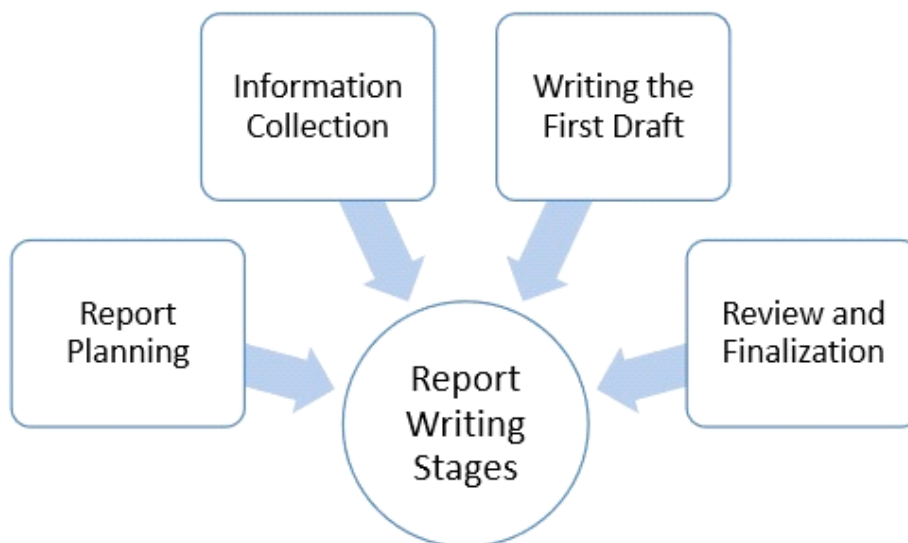 Information
Collection
Writing the
First Draft
Report
Planning
Review and
Finalization
Report
Writing
Stages